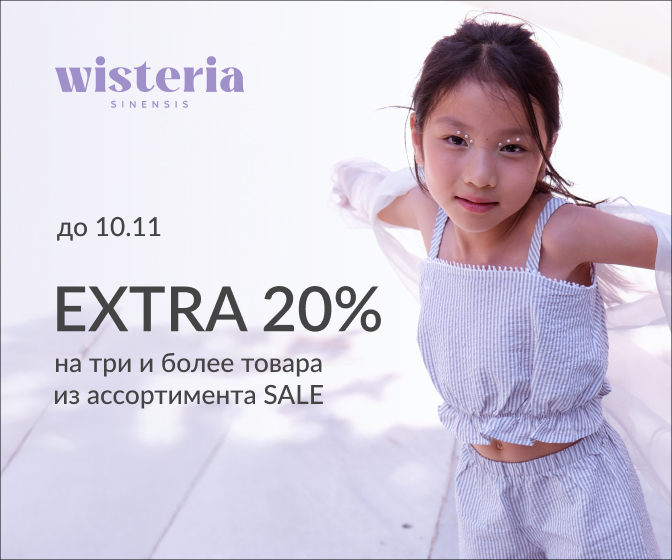 wisteria
SINENSIS
до 10.11
EXTRA 20%
на три и более товара
из ассортимента SALE